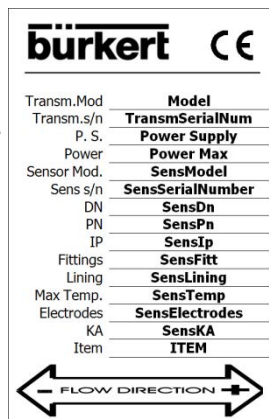 bürkert CE
Transm.Mod Model
Transm.s/n TransmSerialNum
P. S. Power Supply
Power Power Max
Sensor Mod. SensModel
Sens s/n SensSerialNumber
DN SensDn
PN SensPn
IP SensIp
Fittings SensFitt
Lining SensLining
Max Temp. SensTemp
Electrodes SensElectrodes
KA SensKA
Item ITEM
- FLOW DIRECTION +